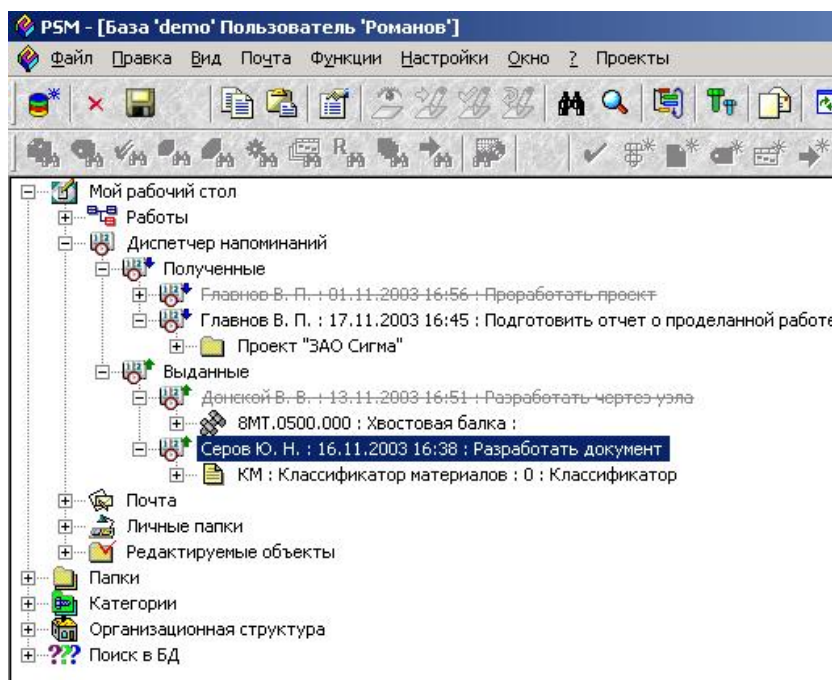 PSM - [База 'demo' Пользователь 'Романов']
Файл Правка Вид Почта Функции Настройки Окно ? Проекты
Мой рабочий стол
Работы
Диспетчер напоминаний
Полученные
Главнов В. П. : 01.11.2003 16:56 : Проработать проект
Главнов В. П. : 17.11.2003 16:45 : Подготовить отчет о проделанной работе
Проект "ЗАО Сигма"
Выданные
Донской В. В. : 13.11.2003 16:51 : Разработать чертез узла
8МТ.0500.000 : Хвостовая балка :
Серов Ю. Н. : 16.11.2003 16:38 : Разработать документ
КМ : Классификатор материалов : 0 : Классификатор
Почта
Личные папки
Редактируемые объекты
Папки
Категории
Организационная структура
??? Поиск в БД